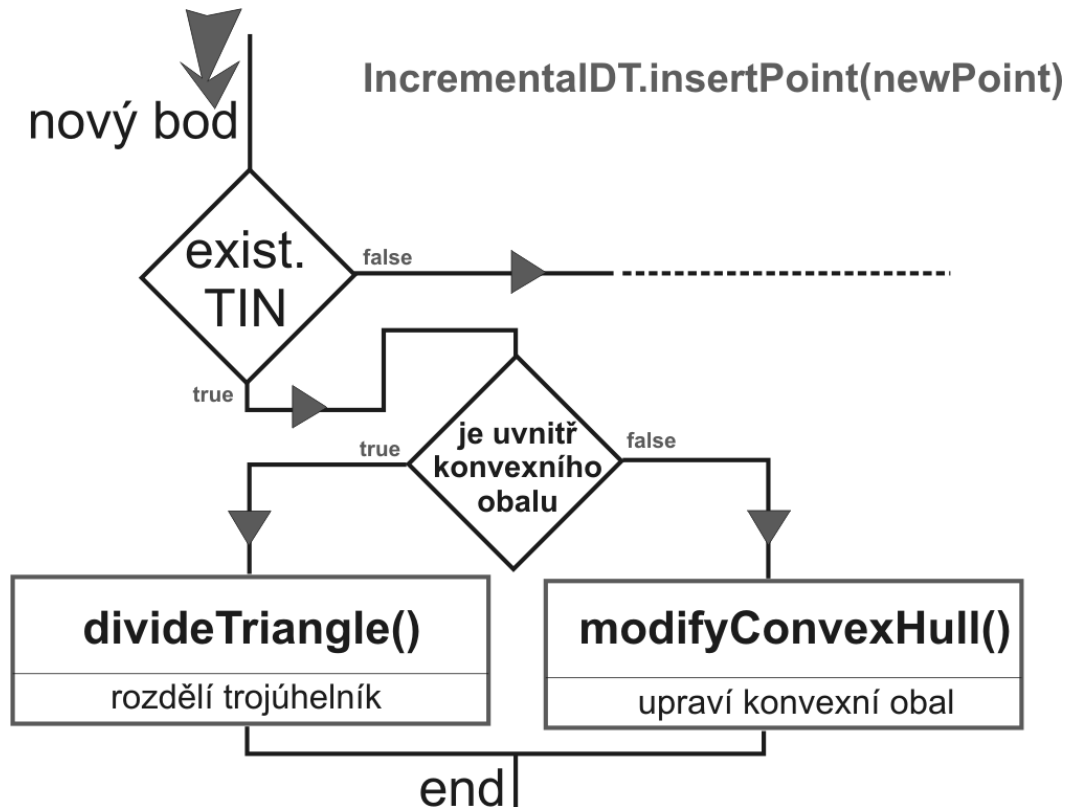 IncrementalDT.insertPoint(newPoint)
nový bod
exist.
TIN
false
true
je uvnitř
konvexního
obalu
true
false
divideTriangle()
rozdělí trojúhelník
modifyConvexHull()
upraví konvexní obal
end